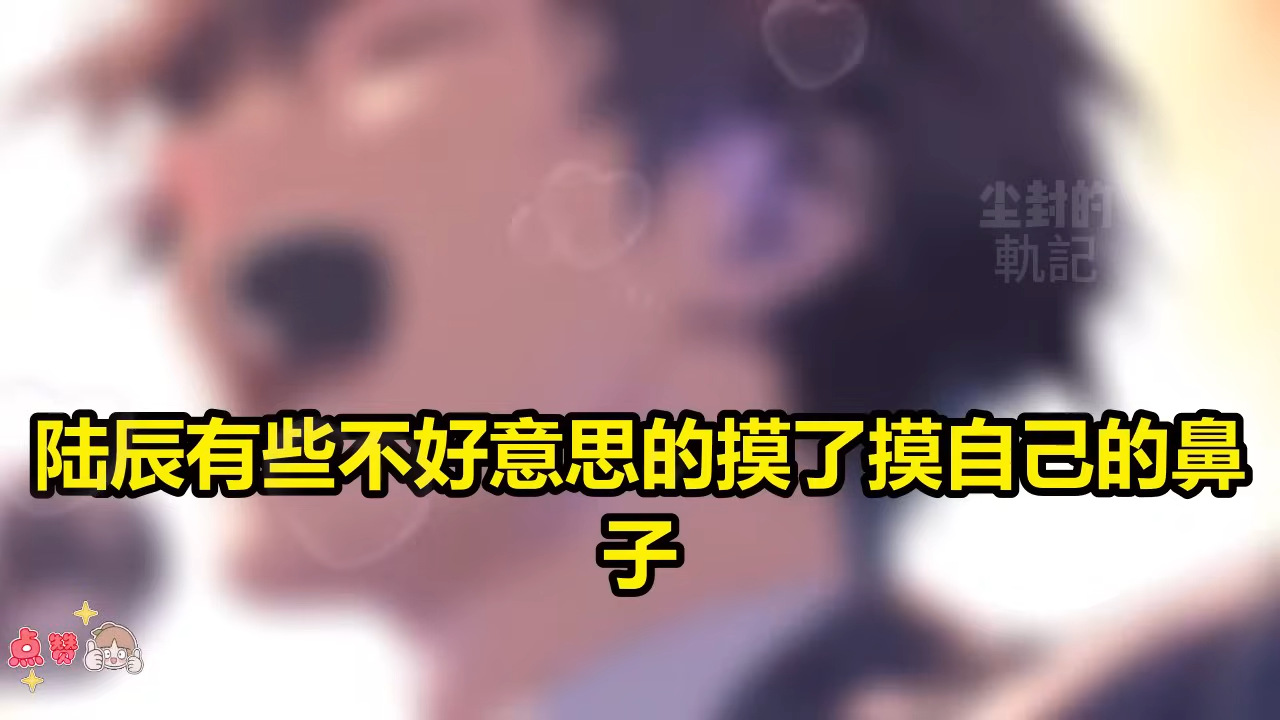 尘封的
軌記
陆辰有些不好意思的摸了摸自己的鼻
子
点赞